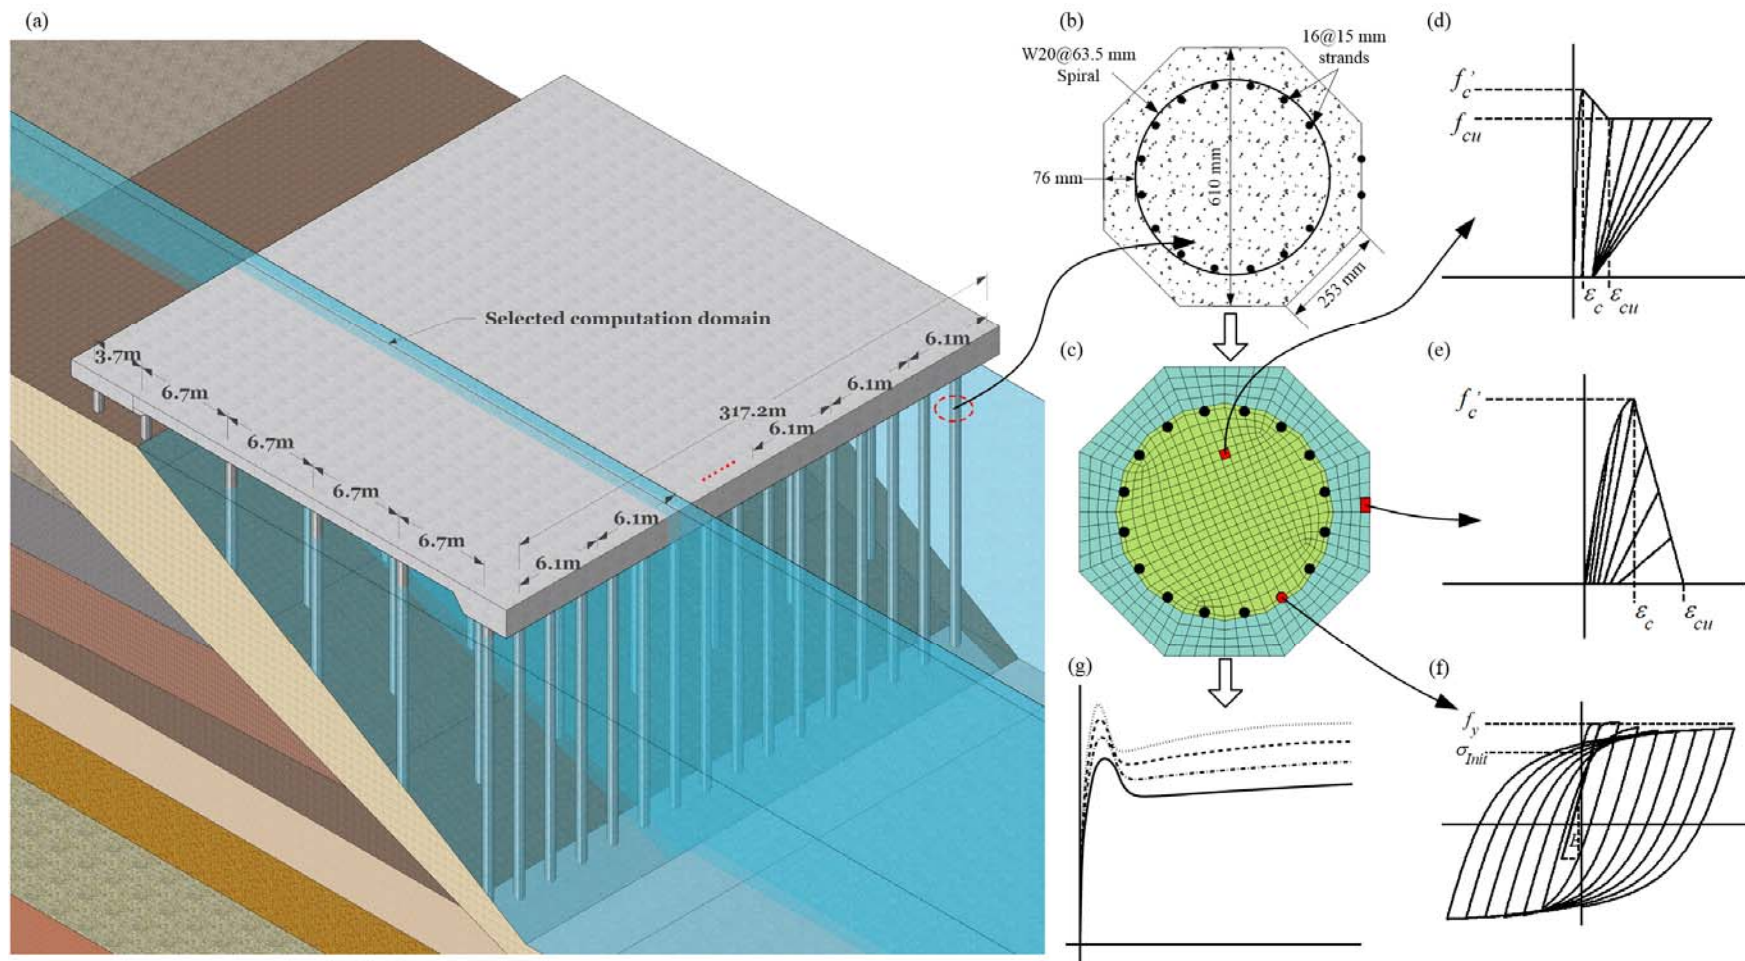 (a)
Selected computation domain
3.7m
6.7m
6.7m
6.7m
6.7m
6.1m
6.1m
317.2m
6.1m
6.1m
6.1m
(b)
W20@63.5 mm
Spiral
16@15 mm
strands
76 mm
610 mm
253 mm
(c)
(d)
f'c
fcu
εc
εcu
(e)
f'c
εc
εcu
(f)
fy
σInit
(g)